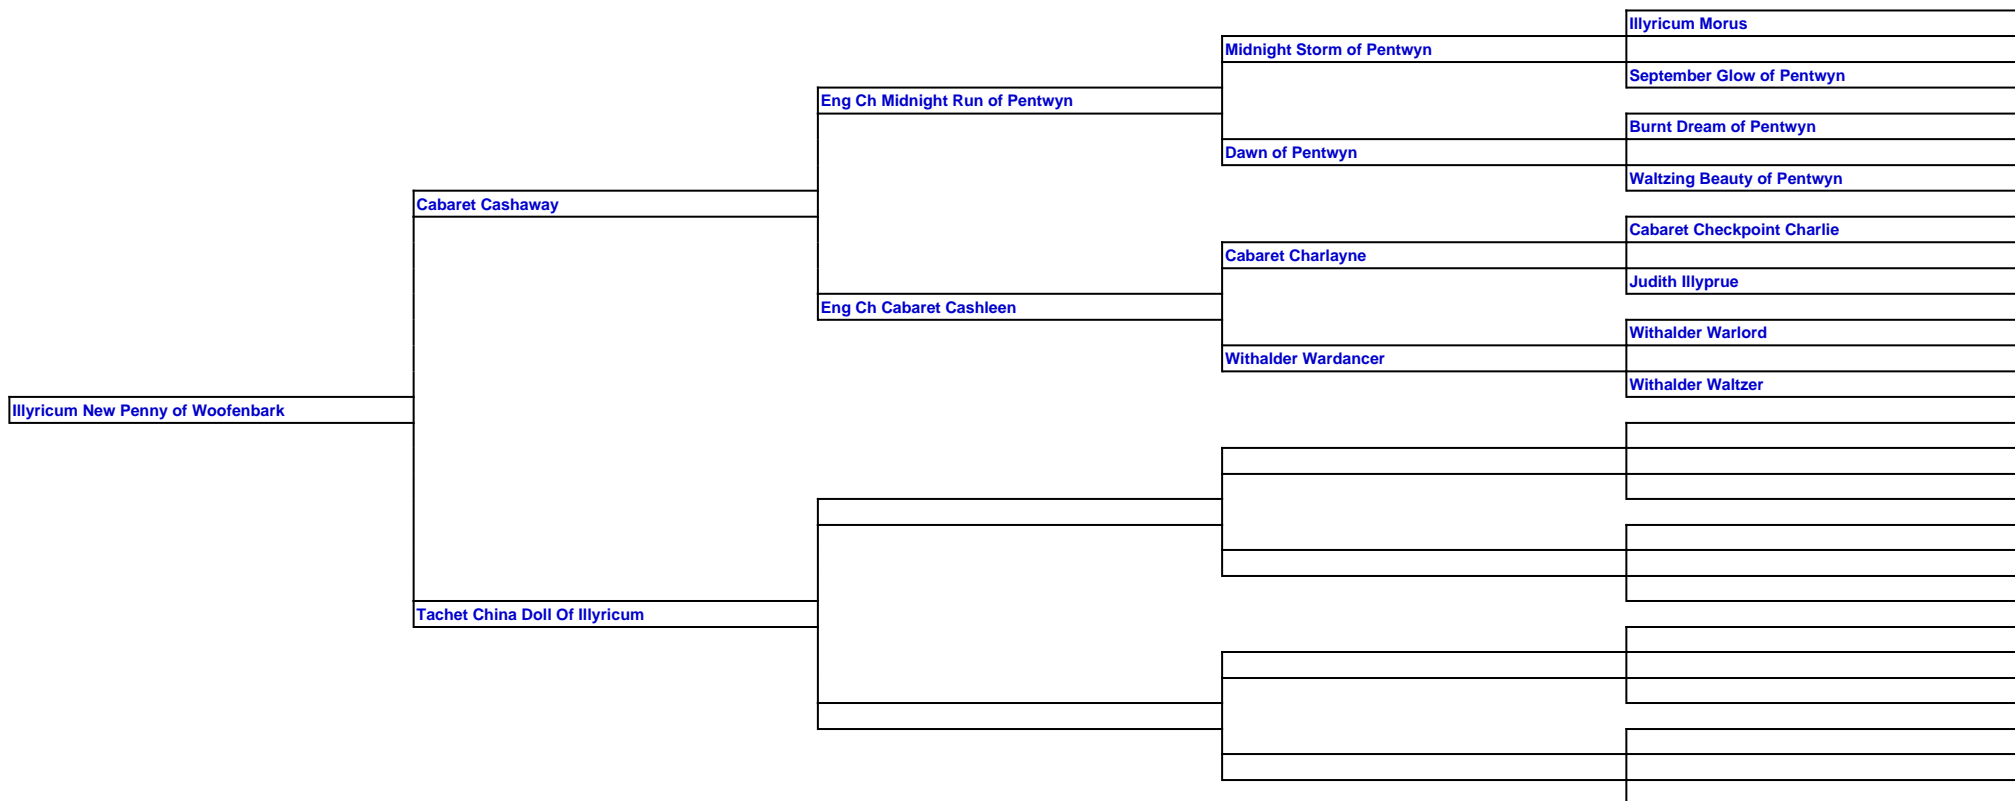 Illyricum Morus
Midnight Storm of Pentwyn
September Glow of Pentwyn
Eng Ch Midnight Run of Pentwyn
Burnt Dream of Pentwyn
Dawn of Pentwyn
Waltzing Beauty of Pentwyn
Cabaret Cashaway
Cabaret Checkpoint Charlie
Cabaret Charlayne
Judith Illyprue
Eng Ch Cabaret Cashleen
Withalder Warlord
Withalder Wardancer
Withalder Waltzer
Illyricum New Penny of Woofenbark
Tachet China Doll Of Illyricum